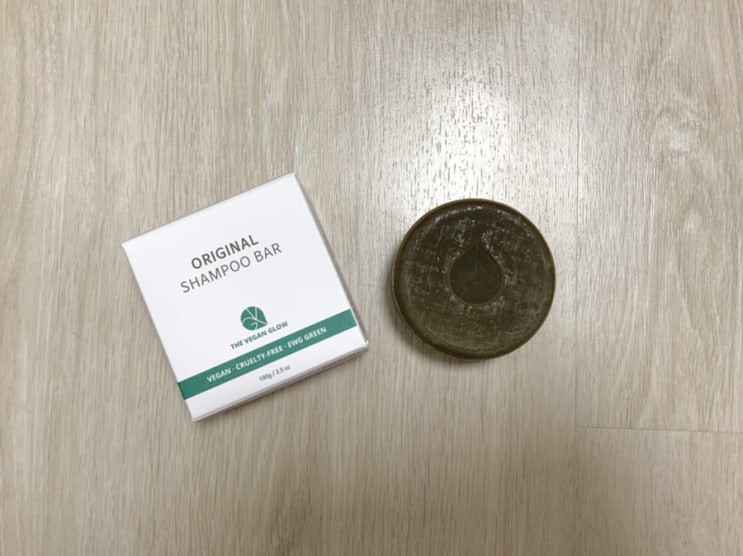 ORIGINAL
SHAMPOO BAR
THE VEGAN GLOW
VEGAN · CRUELTY-FREE · EWG GREEN
100g / 3.5 oz